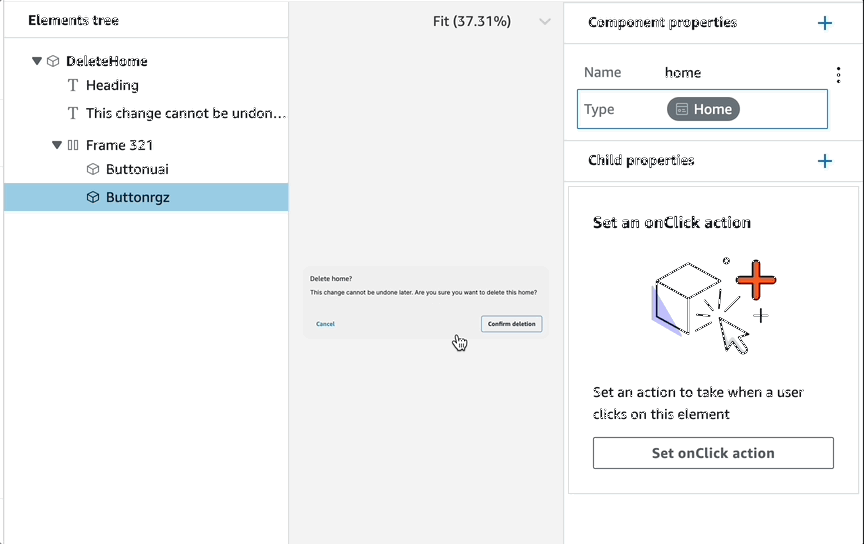 Elements tree
DeleteHome
Heading
This change cannot be undon...
Frame 321
Buttonuai
Buttonrgz
Fit (37.31%)
Delete home?
This change cannot be undone later. Are you sure you want to delete this home?
Cancel
Confirm deletion
Component properties
Name home
Type Home
Child properties
Set an onClick action
Set an action to take when a user
clicks on this element
Set onClick action